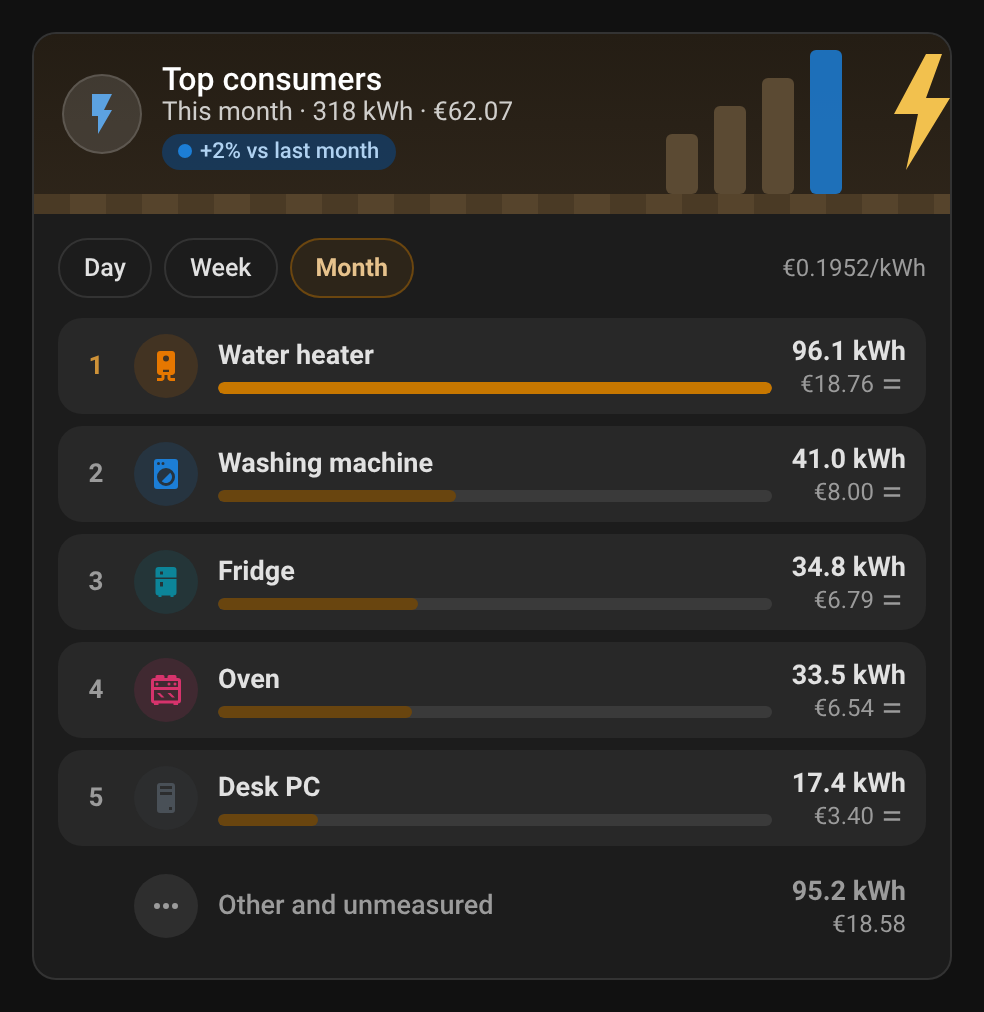 Top consumers
This month · 318 kWh · €62.07
+2% vs last month
Day Week Month €0.1952/kWh
1 Water heater 96.1 kWh
€18.76 =
2 Washing machine 41.0 kWh
€8.00 =
3 Fridge 34.8 kWh
€6.79 =
4 Oven 33.5 kWh
€6.54 =
5 Desk PC 17.4 kWh
€3.40 =
Other and unmeasured 95.2 kWh
€18.58